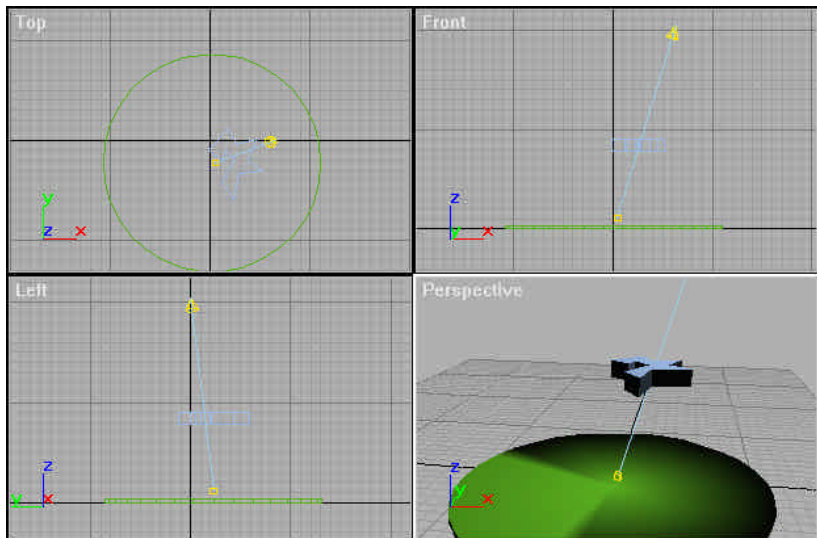 Top
y
z x
Front
z
y x
Left
z
y x
Perspective
z
y
x